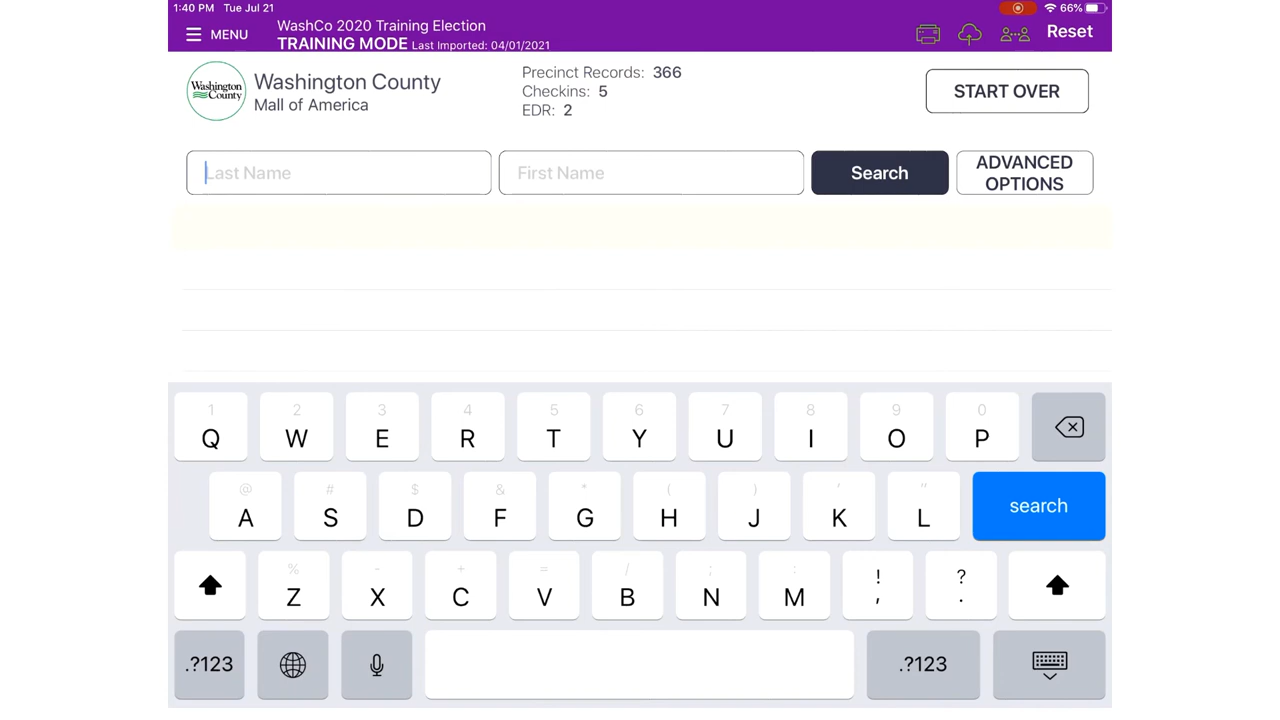 1:40 PM Tue Jul 21
66%
MENU
WashCo 2020 Training Election
TRAINING MODE Last Imported: 04/01/2021
Reset
Washington
County
Washington County
Mall of America
Precinct Records: 366
Checkins: 5
EDR: 2
START OVER
Last Name
First Name
Search
ADVANCED
OPTIONS
1 2 3 4 5 6 7 8 9 0
Q W E R T Y U I O P
@ # $ & * ( ) ' "
A S D F G H J K L
search
% - + = / ; : ! ?
Z X C V B N M , .
.?123
.?123